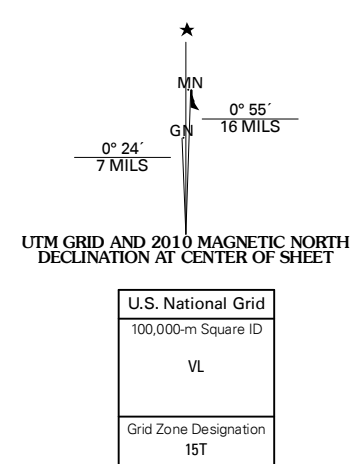 MN
0° 55´
16 MILS
GN
0° 24´
7 MILS
UTM GRID AND 2010 MAGNETIC NORTH
DECLINATION AT CENTER OF SHEET
U.S. National Grid
100,000-m Square ID
VL
Grid Zone Designation
15T